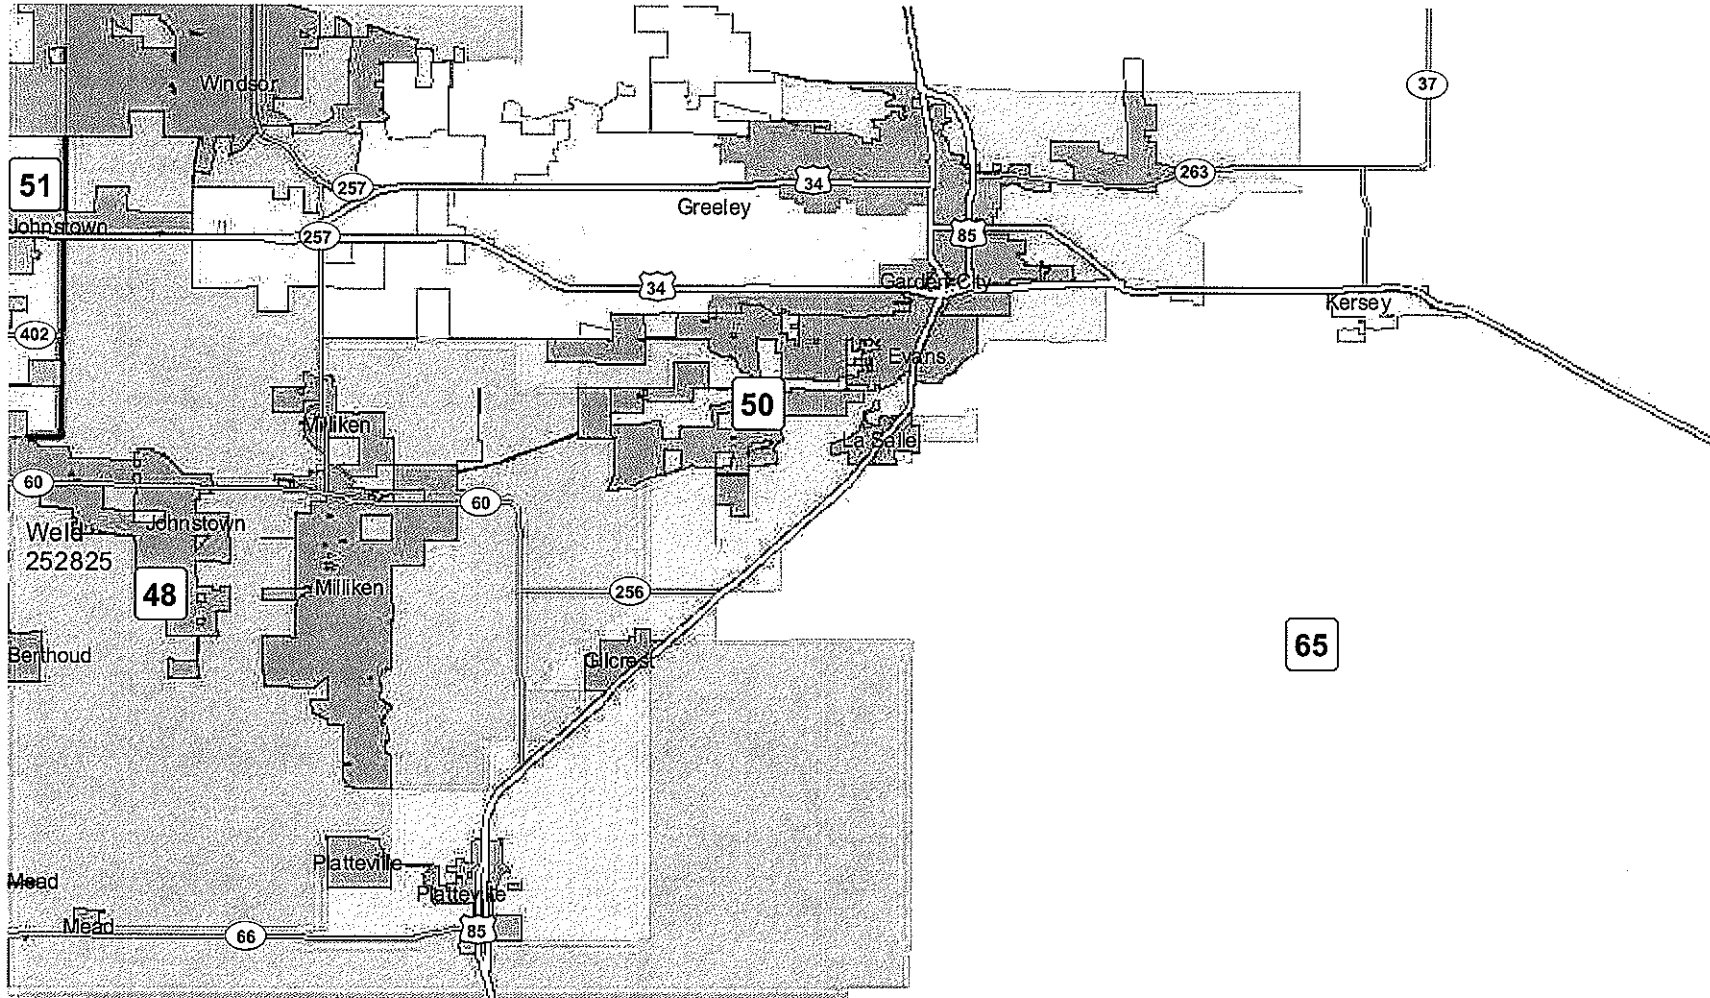 Windsor
37
51
257
34
263
Greeley
Johnstown
257
85
34
Garden City
Kersey
402
Evans
50
Milliken
La Salle
60
60
Johnstown
Weld
252825
48
Milliken
256
65
Berthoud
Gilcrest
Platteville
Mead
Platteville
Mead
66
85